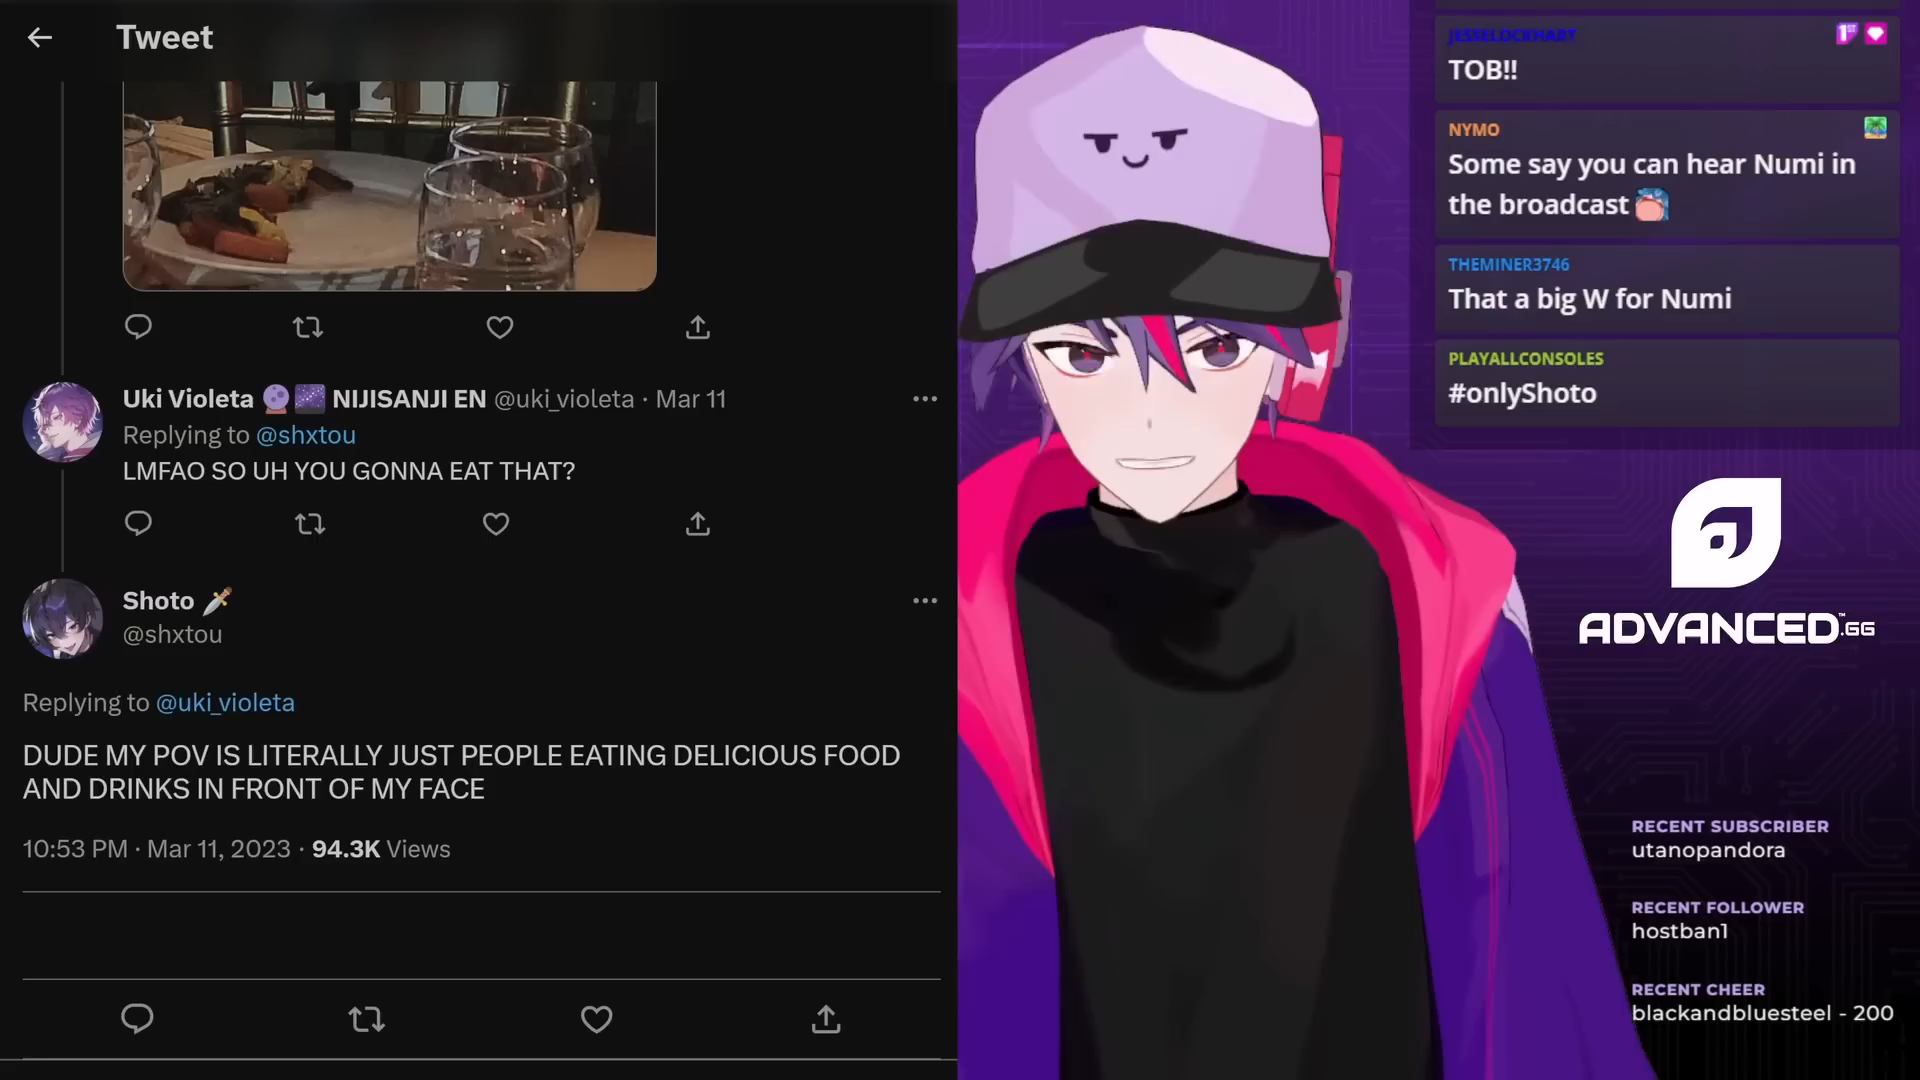 Tweet
Uki Violeta 🔮🌌 NIJISANJI EN @uki_violeta · Mar 11
Replying to @shxtou
LMFAO SO UH YOU GONNA EAT THAT?
Shoto 🗡️
@shxtou
Replying to @uki_violeta
DUDE MY POV IS LITERALLY JUST PEOPLE EATING DELICIOUS FOOD
AND DRINKS IN FRONT OF MY FACE
10:53 PM · Mar 11, 2023 · 94.3K Views
JESSELOCKHART
TOB!!
NYMO
Some say you can hear Numi in
the broadcast
THEMINER3746
That a big W for Numi
PLAYALLCONSOLES
#onlyShoto
ADVANCED™.GG
RECENT SUBSCRIBER
utanopandora
RECENT FOLLOWER
hostban1
RECENT CHEER
blackandbluesteel - 200